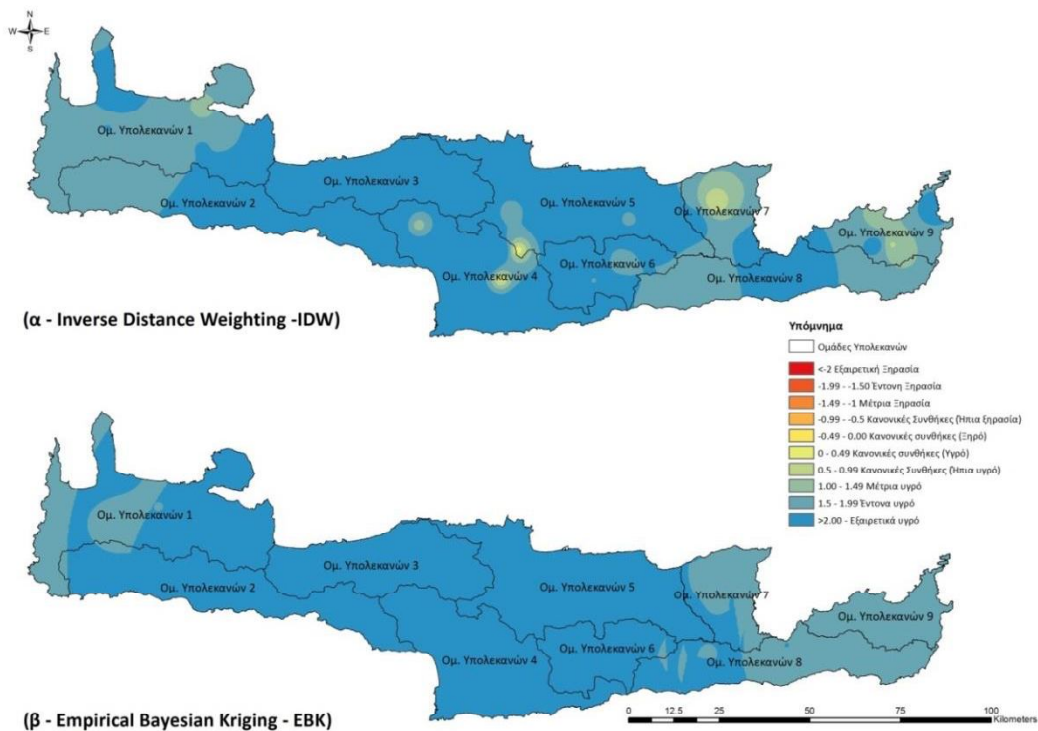 N
W E
S
Ομ. Υπολεκανών 1
Ομ. Υπολεκανών 2
Ομ. Υπολεκανών 3
Ομ. Υπολεκανών 4
Ομ. Υπολεκανών 5
Ομ. Υπολεκανών 6
Ομ. Υπολεκανών 7
Ομ. Υπολεκανών 8
Ομ. Υπολεκανών 9
(α - Inverse Distance Weighting -IDW)
Υπόμνημα
Ομάδες Υπολεκανών
<-2 Εξαιρετική Ξηρασία
-1.99 - -1.50 Έντονη Ξηρασία
-1.49 - -1 Μέτρια Ξηρασία
-0.99 - -0.5 Κανονικές Συνθήκες (Ήπια ξηρασία)
-0.49 - 0.00 Κανονικές συνθήκες (Ξηρό)
0 - 0.49 Κανονικές συνθήκες (Υγρό)
0.5 - 0.99 Κανονικές Συνθήκες (Ήπια υγρό)
1.00 - 1.49 Μέτρια υγρό
1.5 - 1.99 Έντονα υγρό
>2.00 - Εξαιρετικά υγρό
Ομ. Υπολεκανών 1
Ομ. Υπολεκανών 2
Ομ. Υπολεκανών 3
Ομ. Υπολεκανών 4
Ομ. Υπολεκανών 5
Ομ. Υπολεκανών 6
Ομ. Υπολεκανών 7
Ομ. Υπολεκανών 8
Ομ. Υπολεκανών 9
(β - Empirical Bayesian Kriging - EBK)
0 12.5 25 50 75 100
Kilometers